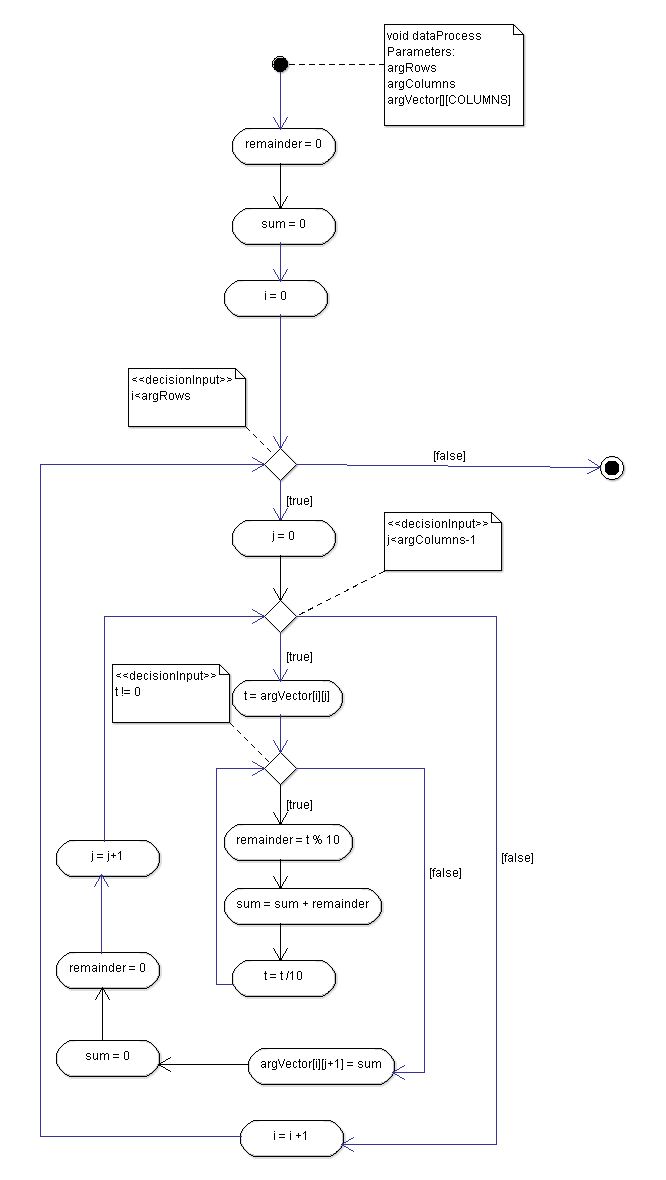 void dataProcess
Parameters:
argRows
argColumns
argVector[][COLUMNS]
remainder = 0
sum = 0
i = 0
<<decisionInput>>
i<argRows
[false]
[true]
j = 0
<<decisionInput>>
j<argColumns-1
[true]
<<decisionInput>>
t != 0
t = argVector[i][j]
[true]
remainder = t % 10
j = j+1
[false]
[false]
sum = sum + remainder
remainder = 0
t = t /10
sum = 0
argVector[i][j+1] = sum
i = i +1